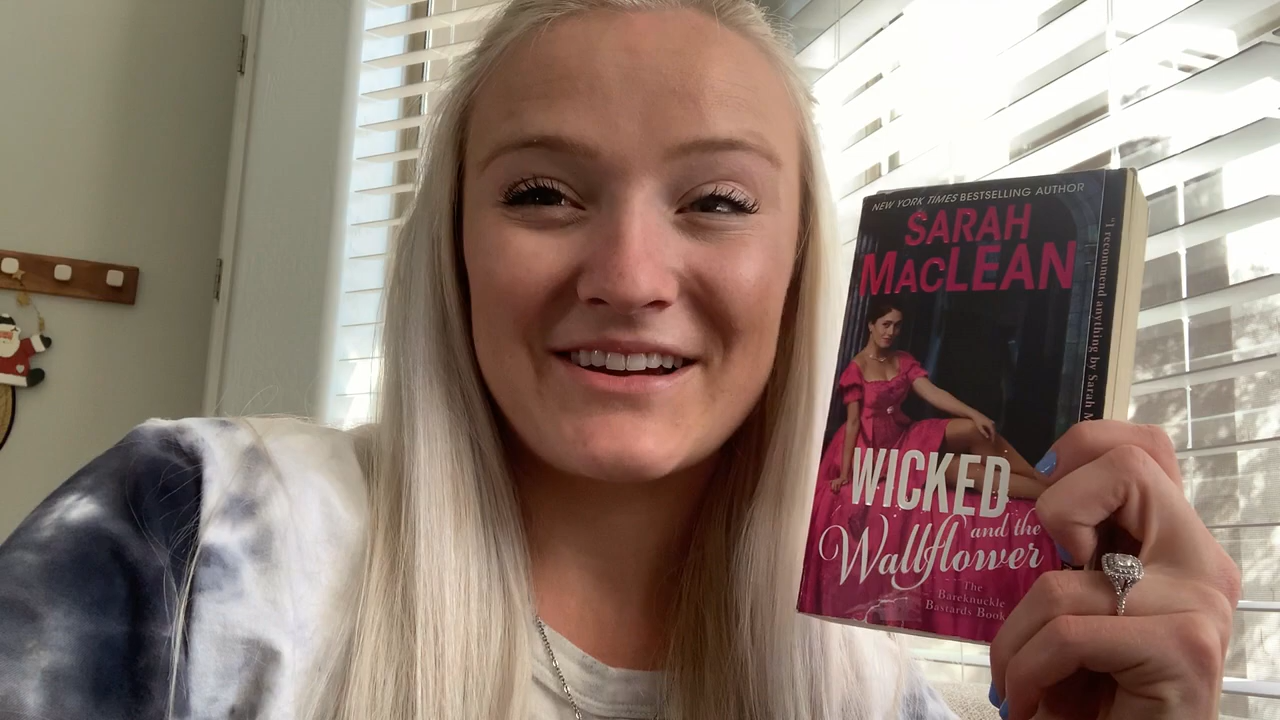 NEW YORK TIMES BESTSELLING AUTHOR
SARAH
MACLEAN
WICKED
and the
Wallflower
The
Bareknuckle
Bastards Book
"I recommend anything by Sarah M